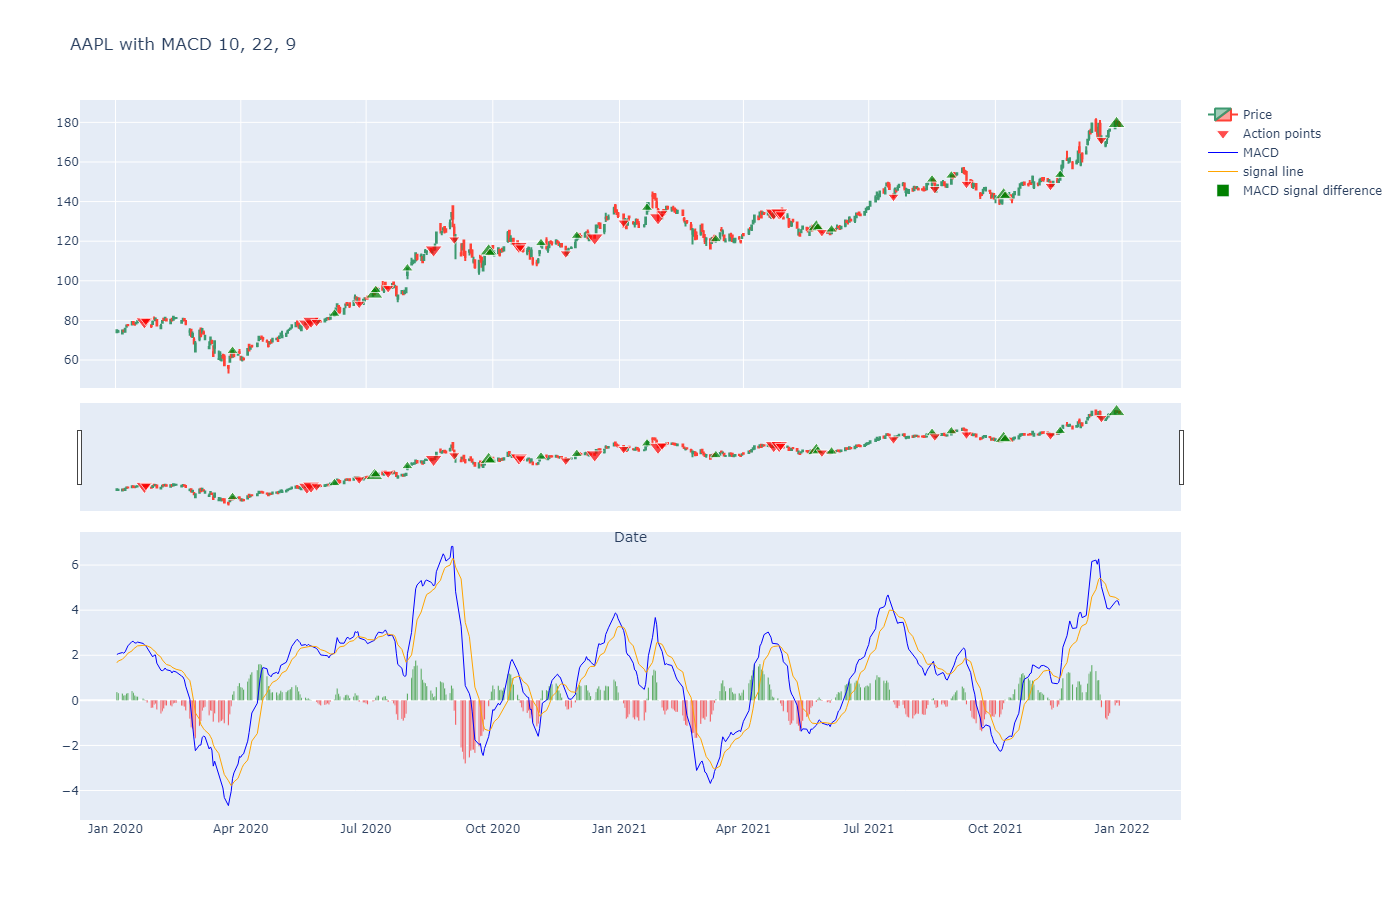 AAPL with MACD 10, 22, 9
180
160
140
120
100
80
60
Price
Action points
MACD
signal line
MACD signal difference
Date
6
4
2
0
−2
−4
Jan 2020 Apr 2020 Jul 2020 Oct 2020 Jan 2021 Apr 2021 Jul 2021 Oct 2021 Jan 2022